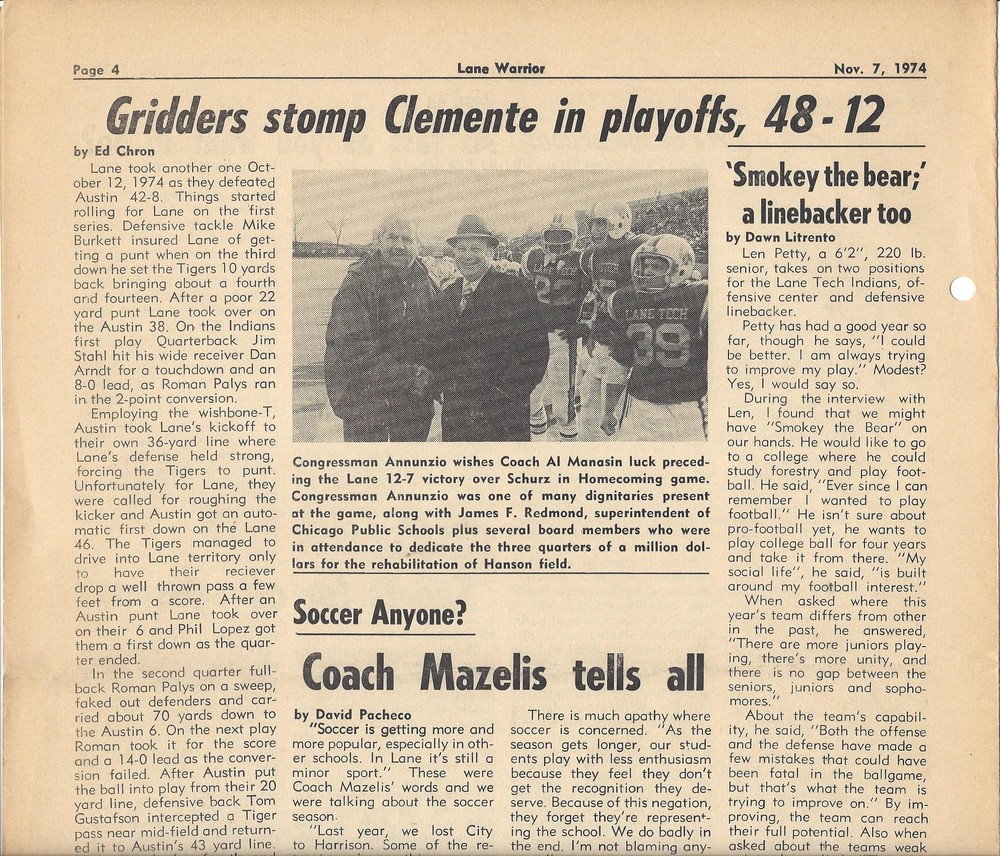 Page 4
Lane Warrior
Nov. 7, 1974
Gridders stomp Clemente in playoffs, 48-12
by Ed Chron
Lane took another one Oct-
ober 12, 1974 as they defeated
Austin 42-8. Things started
rolling for Lane on the first
series. Defensive tackle Mike
Burkett insured Lane of get-
ting a punt when on the third
down he set the Tigers 10 yards
back bringing about a fourth
and fourteen. After a poor 22
yard punt Lane took over on
the Austin 38. On the Indians
first play Quarterback Jim
Stahl hit his wide receiver Dan
Arndt for a touchdown and an
8-0 lead, as Roman Palys ran
in the 2-point conversion.
Employing the wishbone-T,
Austin took Lane's kickoff to
their own 36-yard line where
Lane's defense held strong,
forcing the Tigers to punt.
Unfortunately for Lane, they
were called for roughing the
kicker and Austin got an auto-
matic first down on the Lane
46. The Tigers managed to
drive into Lane territory only
to have their reciever
drop a well thrown pass a few
feet from a score. After an
Austin punt Lane took over
on their 6 and Phil Lopez got
them a first down as the quar-
ter ended.
In the second quarter full-
back Roman Palys on a sweep,
faked out defenders and car-
ried about 70 yards down to
the Austin 6. On the next play
Roman took it for the score
and a 14-0 lead as the conver-
sion failed. After Austin put
the ball into play from their 20
yard line, defensive back Tom
Gustafson intercepted a Tiger
pass near mid-field and return-
ed it to Austin's 43 yard line.
LANE TECH
TECH
LANE TECH
39
Congressman Annunzio wishes Coach Al Manasin luck preced-
ing the Lane 12-7 victory over Schurz in Homecoming game.
Congressman Annunzio was one of many dignitaries present
at the game, along with James F. Redmond, superintendent of
Chicago Public Schools plus several board members who were
in attendance to dedicate the three quarters of a million dol-
lars for the rehabilitation of Hanson field.
Soccer Anyone?
Coach Mazelis tells all
by David Pacheco
"Soccer is getting more and
more popular, especially in oth-
er schools. In Lane it's still a
minor sport." These were
Coach Mazelis' words and we
were talking about the soccer
season.
"Last year, we lost City
to Harrison. Some of the re-
There is much apathy where
soccer is concerned. "As the
season gets longer, our stud-
ents play with less enthusiasm
because they feel they don't
get the recognition they de-
serve. Because of this negation,
they forget they're represent-
ing the school. We do badly in
the end. I'm not blaming any-
'Smokey the bear;'
a linebacker too
by Dawn Litrento
Len Petty, a 6'2", 220 lb.
senior, takes on two positions
for the Lane Tech Indians, of-
fensive center and defensive
linebacker.
Petty has had a good year so
far, though he says, "I could
be better. I am always trying
to improve my play." Modest?
Yes, I would say so.
During the interview with
Len, I found that we might
have "Smokey the Bear" on
our hands. He would like to go
to a college where he could
study forestry and play foot-
ball. He said, "Ever since I can
remember I wanted to play
football." He isn't sure about
pro-football yet, he wants to
play college ball for four years
and take it from there. "My
social life", he said, "is built
around my football interest."
When asked where this
year's team differs from other
in the past, he answered,
"There are more juniors play-
ing, there's more unity, and
there is no gap between the
seniors, juniors and sopho-
mores."
About the team's capabil-
ity, he said, "Both the offense
and the defense have made a
few mistakes that could have
been fatal in the ballgame,
but that's what the team is
trying to improve on." By im-
proving, the team can reach
their full potential. Also when
asked about the teams weak